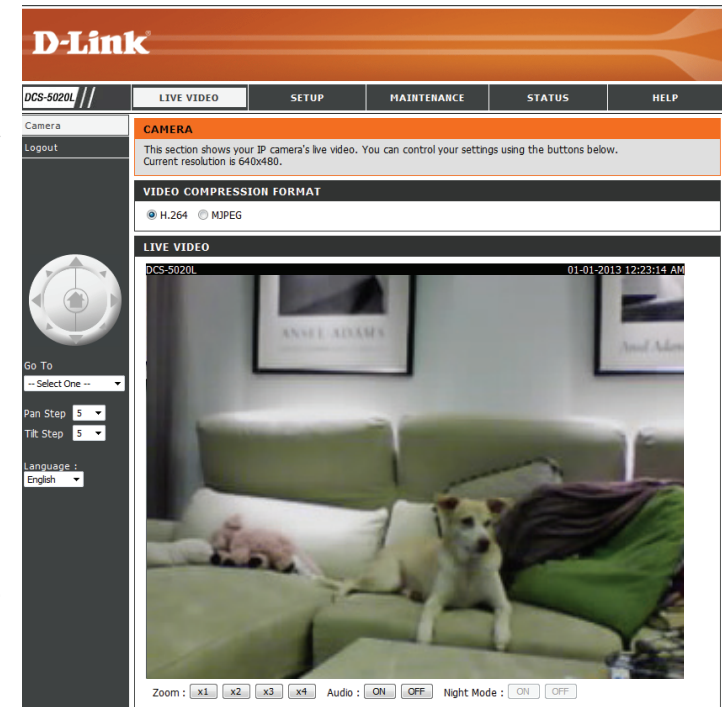 D-Link
DCS-5020L // LIVE VIDEO SETUP MAINTENANCE STATUS HELP
Camera
Logout
CAMERA
This section shows your IP camera's live video. You can control your settings using the buttons below.
Current resolution is 640x480.
VIDEO COMPRESSION FORMAT
H.264 MJPEG
LIVE VIDEO
DCS-5020L 01-01-2013 12:23:14 AM
ANSEL ADAMS
Ansel Adams
Go To
-- Select One --
Pan Step 5
Tilt Step 5
Language :
English
Zoom : x1 x2 x3 x4 Audio : ON OFF Night Mode : ON OFF